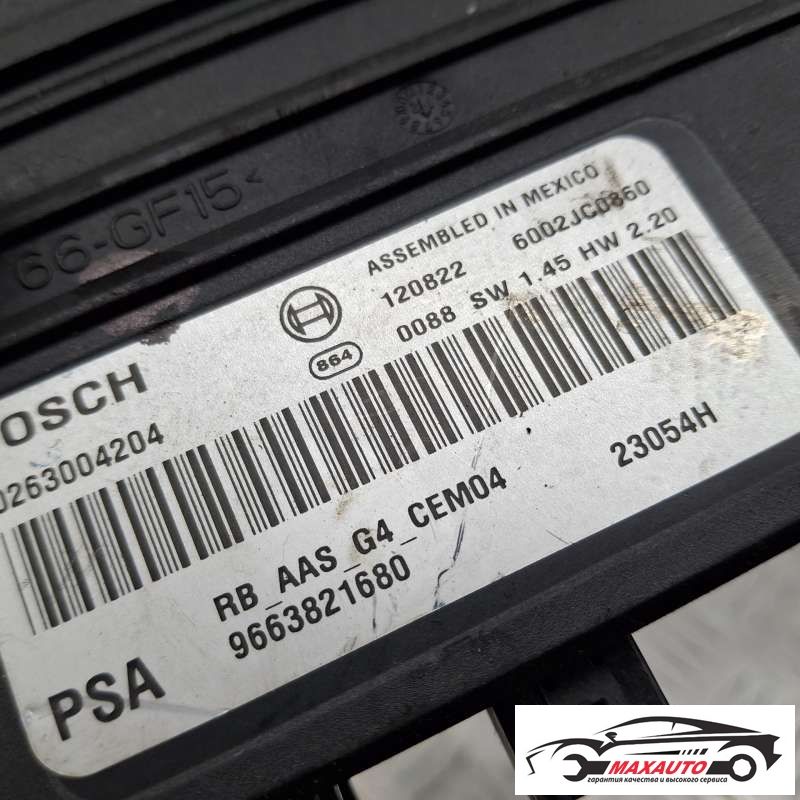 66-GF15<
ASSEMBLED IN MEXICO
120822 6002JC0860
864 0088 SW 1.45 HW 2.20
OSCH
0263004204
23054H
RB_AAS_G4_CEM04
9663821680
PSA
MAXAUTO
гарантия качества и высокого сервиса